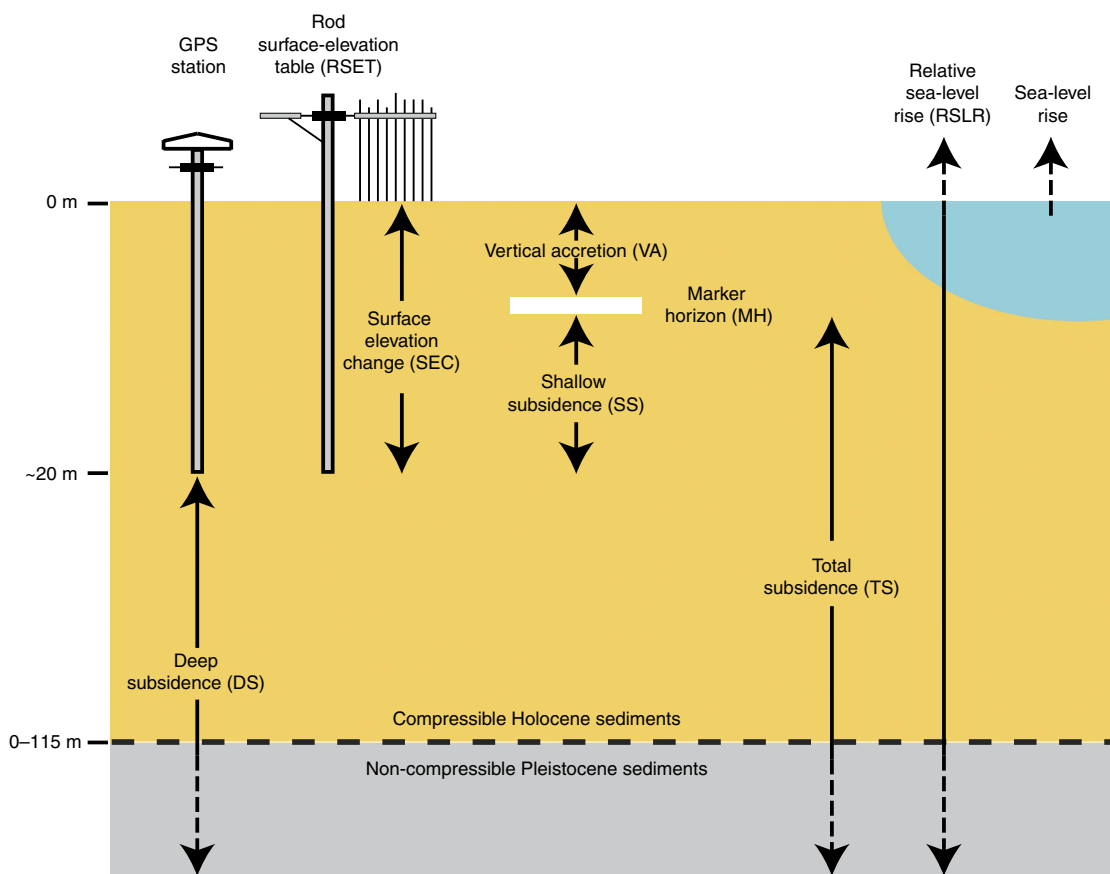 GPS
station
Rod
surface-elevation
table (RSET)
Relative
sea-level
rise (RSLR)
Sea-level
rise
0 m
Vertical accretion (VA)
Marker
horizon (MH)
Surface
elevation
change (SEC)
Shallow
subsidence (SS)
~20 m
Total
subsidence (TS)
Deep
subsidence (DS)
Compressible Holocene sediments
0–115 m
Non-compressible Pleistocene sediments